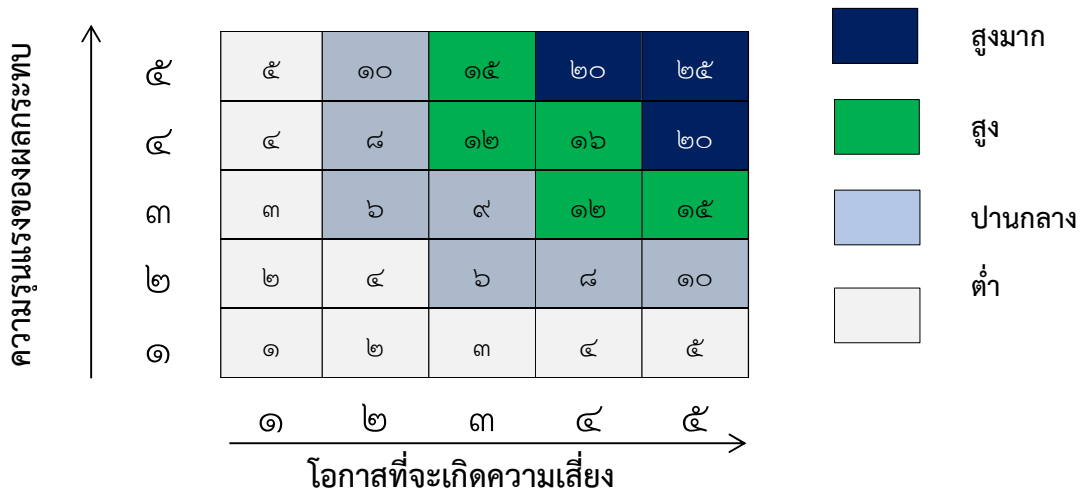 ความรุนแรงของผลกระทบ
๕ ๕ ๑๐ ๑๕ ๒๐ ๒๕
๔ ๔ ๘ ๑๒ ๑๖ ๒๐
๓ ๓ ๖ ๙ ๑๒ ๑๕
๒ ๒ ๔ ๖ ๘ ๑๐
๑ ๑ ๒ ๓ ๔ ๕
๑ ๒ ๓ ๔ ๕
โอกาสที่จะเกิดความเสี่ยง
สูงมาก
สูง
ปานกลาง
ต่ำ